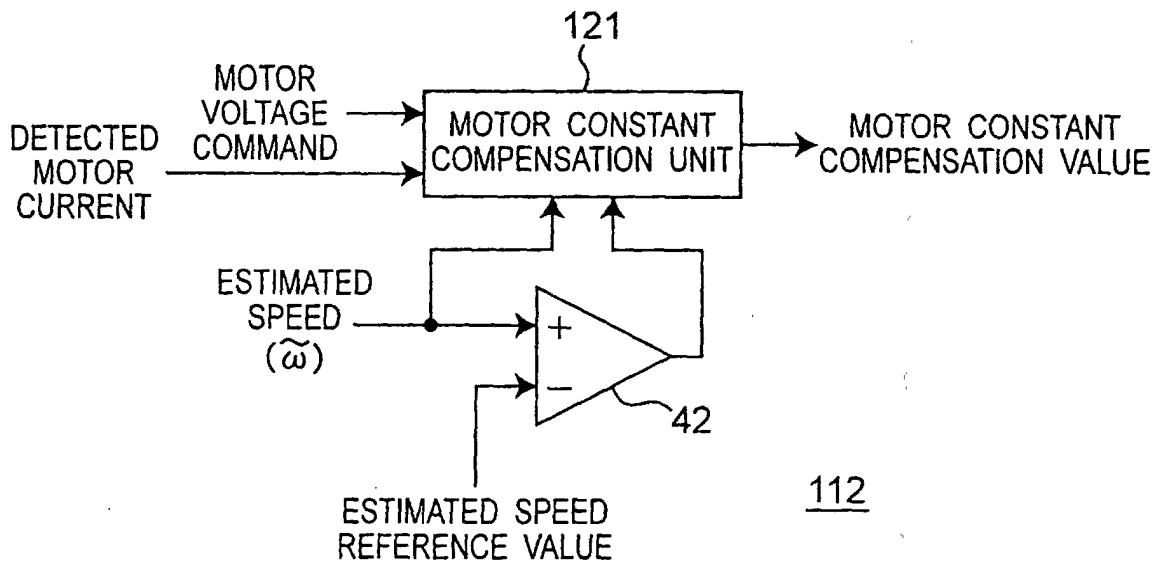 121
MOTOR
VOLTAGE
COMMAND
DETECTED
MOTOR
CURRENT
MOTOR CONSTANT
COMPENSATION UNIT
MOTOR CONSTANT
COMPENSATION VALUE
ESTIMATED
SPEED
(ω̃)
+
−
42
ESTIMATED SPEED
REFERENCE VALUE
112